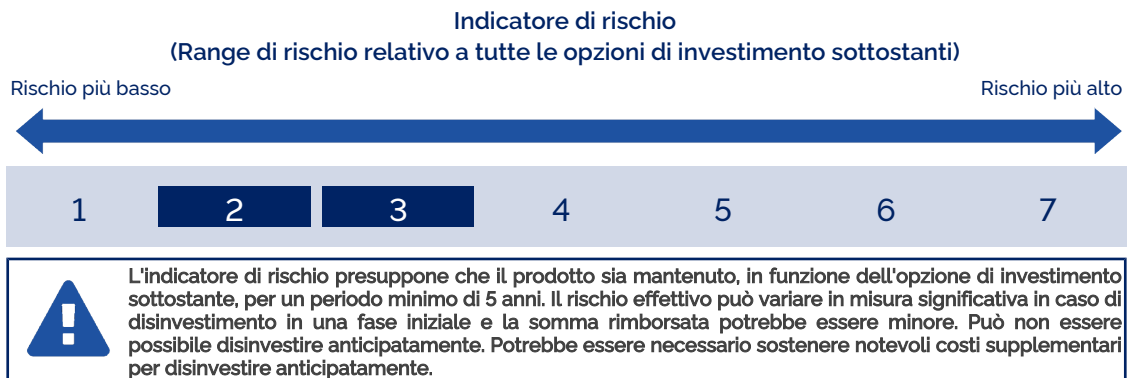 Indicatore di rischio
(Range di rischio relativo a tutte le opzioni di investimento sottostanti)
Rischio più basso
Rischio più alto
1 2 3 4 5 6 7
L'indicatore di rischio presuppone che il prodotto sia mantenuto, in funzione dell'opzione di investimento
sottostante, per un periodo minimo di 5 anni. Il rischio effettivo può variare in misura significativa in caso di
disinvestimento in una fase iniziale e la somma rimborsata potrebbe essere minore. Può non essere
possibile disinvestire anticipatamente. Potrebbe essere necessario sostenere notevoli costi supplementari
per disinvestire anticipatamente.